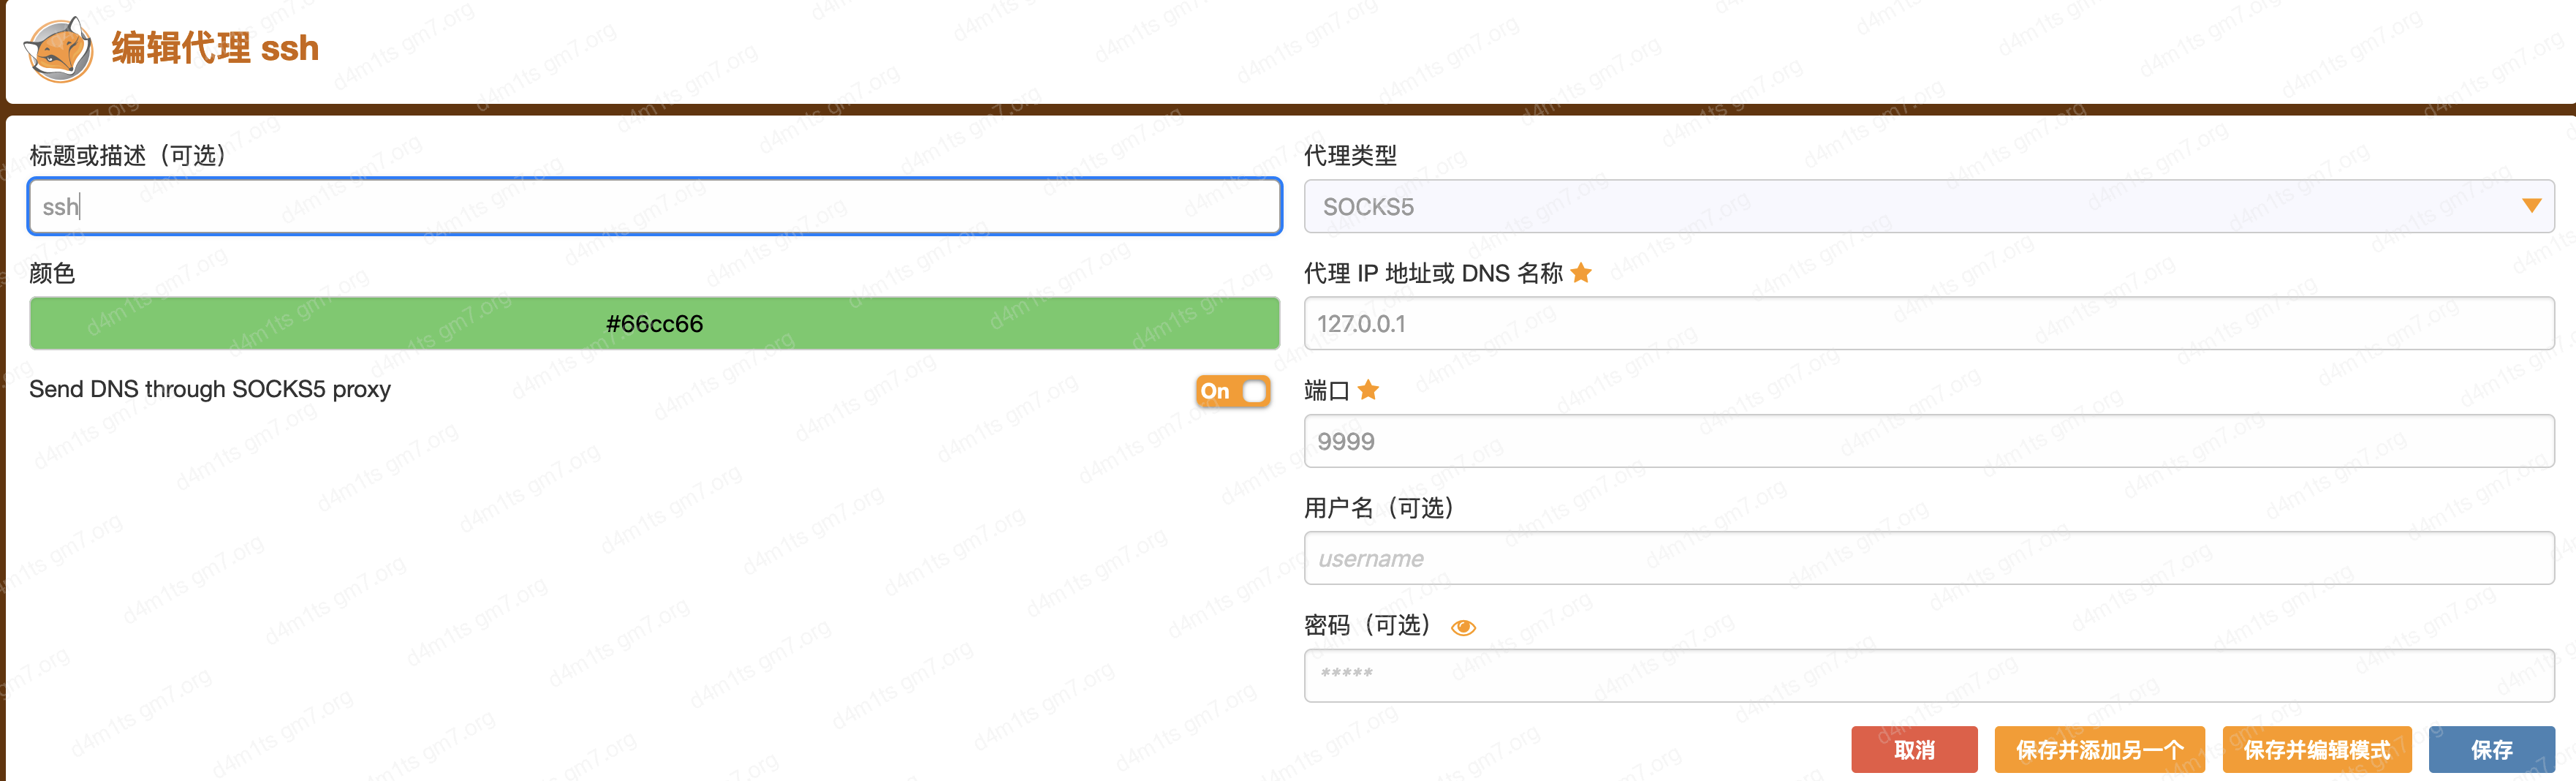 编辑代理 ssh
标题或描述（可选）
ssh
颜色
#66cc66
Send DNS through SOCKS5 proxy
On
代理类型
SOCKS5
代理 IP 地址或 DNS 名称
127.0.0.1
端口
9999
用户名（可选）
username
密码（可选）
*****
取消
保存并添加另一个
保存并编辑模式
保存
d4m1ts gm7.org